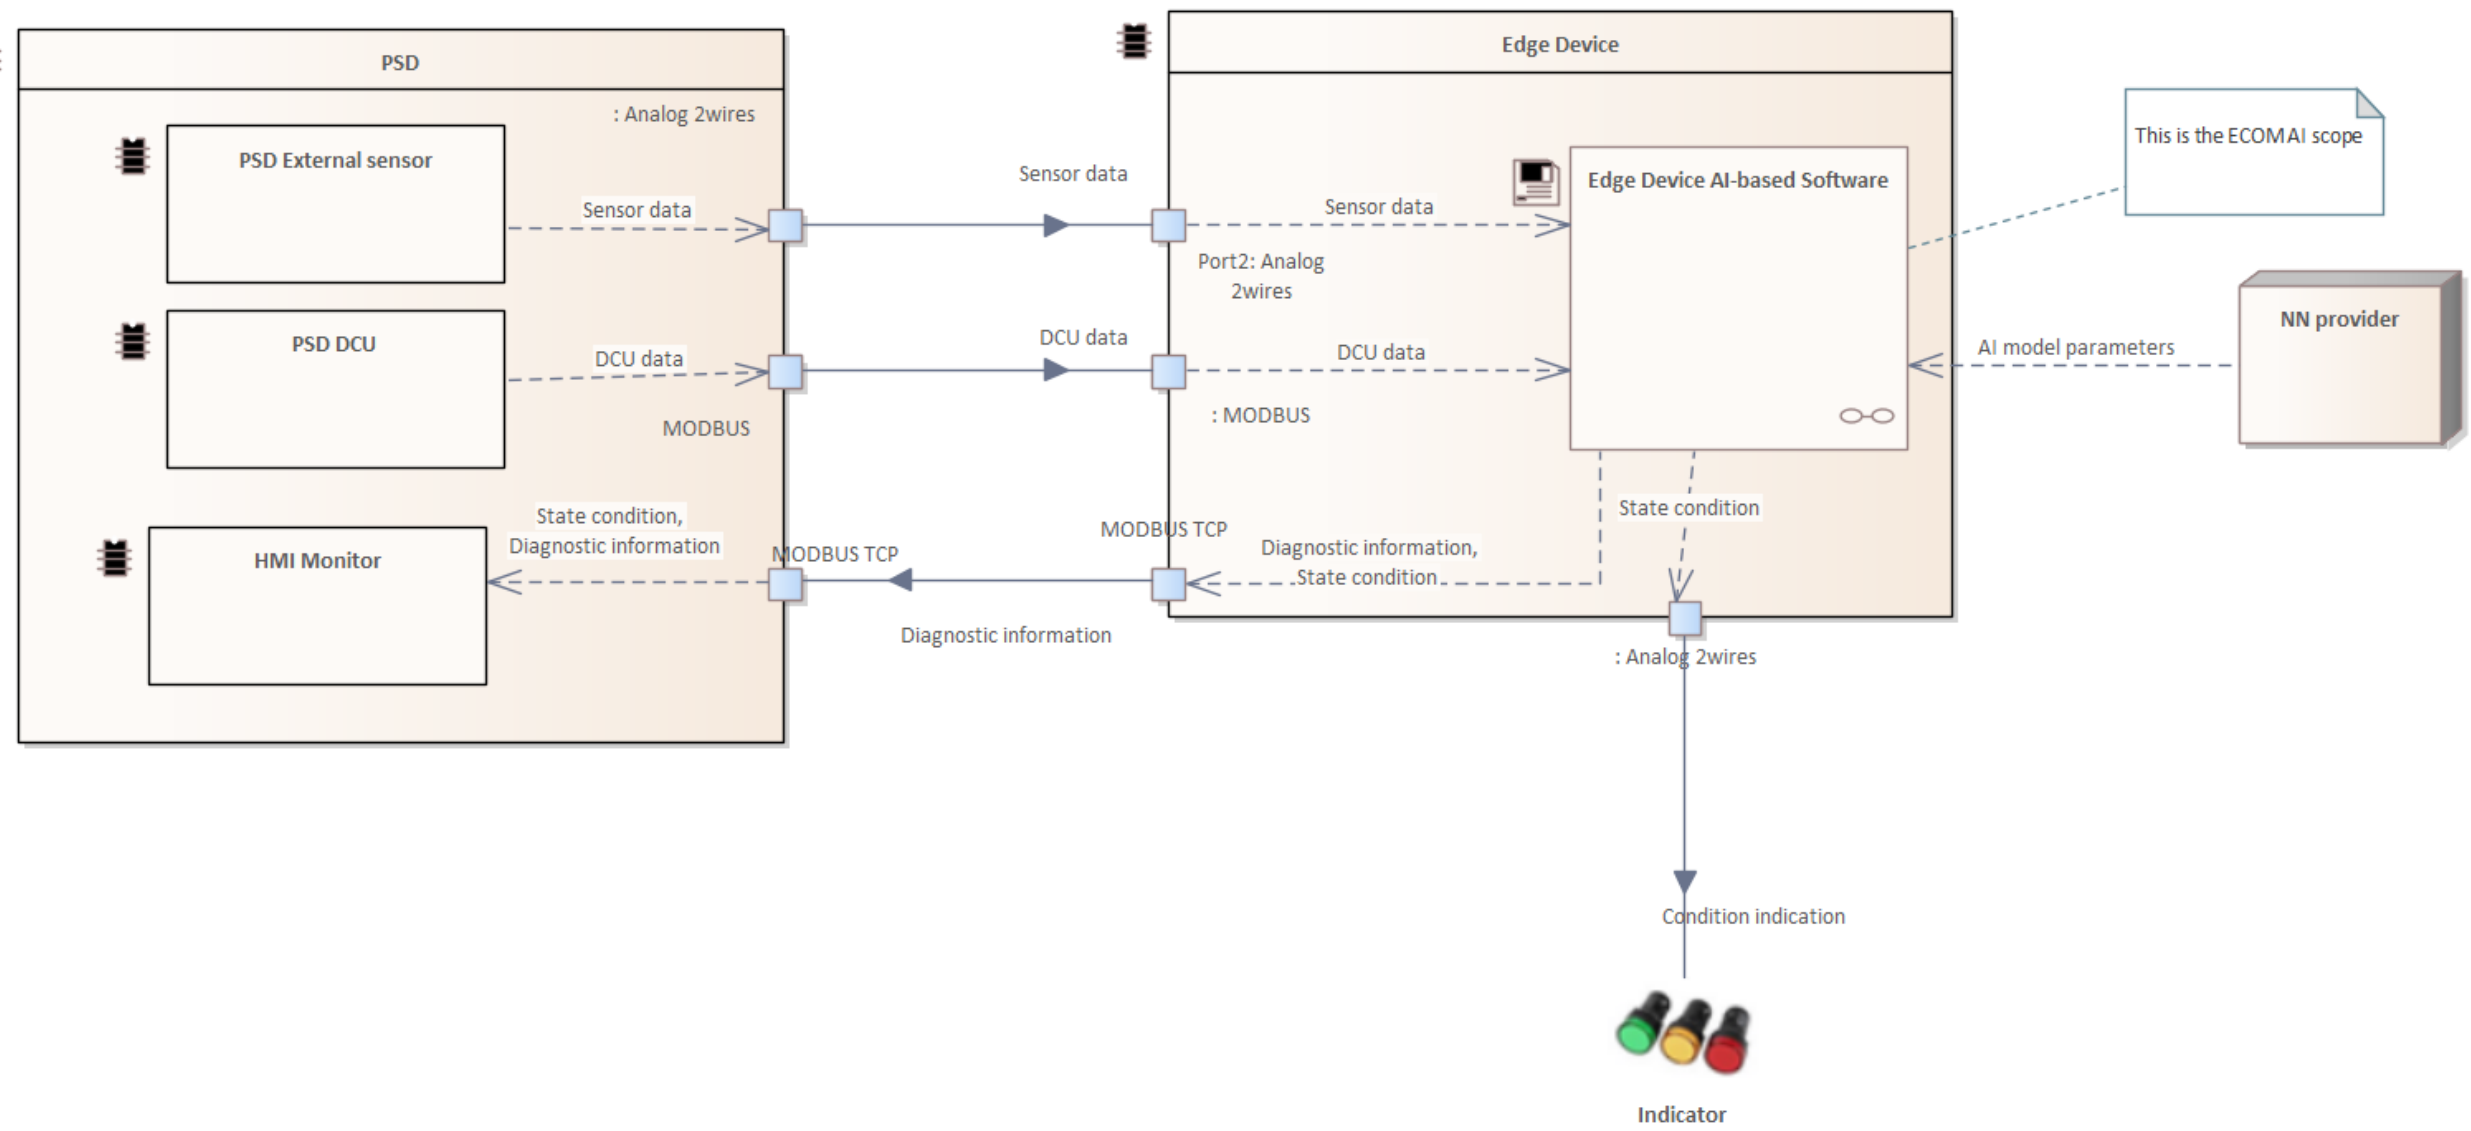 PSD
: Analog 2wires
PSD External sensor
Sensor data
PSD DCU
DCU data
MODBUS
State condition,
Diagnostic information
HMI Monitor
MODBUS TCP
Sensor data
DCU data
MODBUS TCP
Diagnostic information
Edge Device
Sensor data
Port2: Analog
2wires
DCU data
: MODBUS
Edge Device AI-based Software
State condition
Diagnostic information,
State condition
: Analog 2wires
Condition indication
Indicator
This is the ECOMAI scope
AI model parameters
NN provider